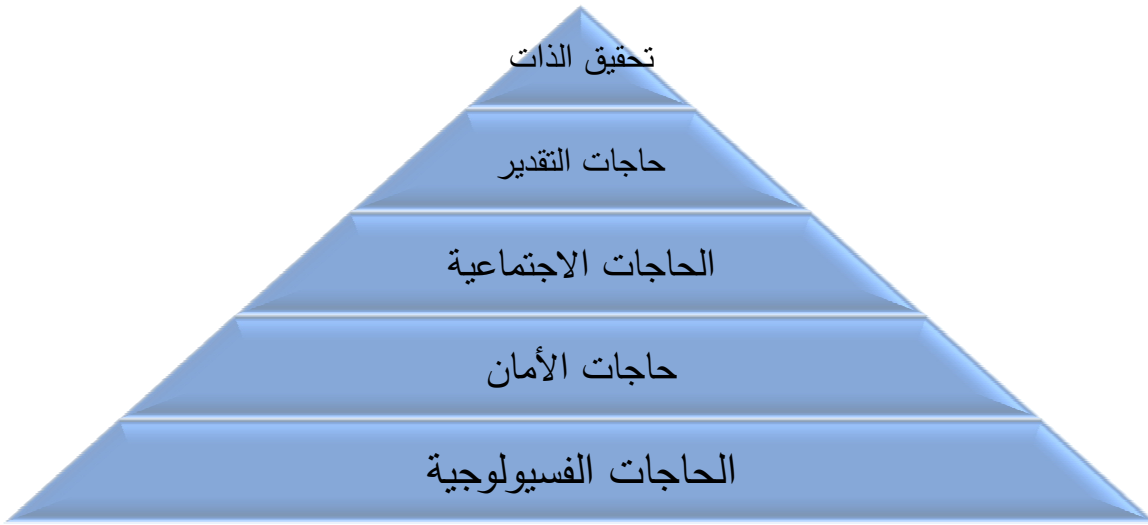 تحقيق الذات
حاجات التقدير
الحاجات الاجتماعية
حاجات الأمان
الحاجات الفسيولوجية